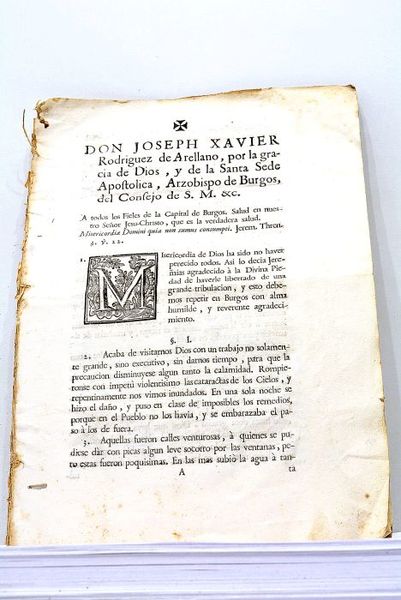 ✠
DON JOSEPH XAVIER
Rodriguez de Arellano, por la gra-
cia de Dios, y de la Santa Sede
Apostolica, Arzobispo de Burgos,
del Consejo de S. M. &c.
A todos los Fieles de la Capital de Burgos. Salud en nues-
tro Señor Jesu-Christo, que es la verdadera salud.
Misericordia Domini quia non sumus consumpti. Jerem. Thren.
3. V. 22.
1. MIsericordia de Dios ha sido no haver
perecido todos. Asi lo decia Jere-
mias agradecido à la Divina Pie-
dad de haverle libertado de una
grande tribulacion, y esto debe-
mos repetir en Burgos con alma
humilde, y reverente agradeci-
miento.
§. I.
2. Acaba de visitarnos Dios con un trabajo no solamen-
te grande, sino executivo, sin darnos tiempo, para que la
precaucion disminuyese algun tanto la calamidad. Rompie-
ronse con impetu violentisimo las cataractas de los Cielos, y
repentinamente nos vimos inundados. En una sola noche se
hizo el daño, y puso en clase de imposibles los remedios,
porque en el Pueblo no los havia, y se embarazaba el pa-
so à los de fuera.
3. Aquellas fueron calles venturosas, à quienes se pu-
diese dàr con picas algun leve socorro por las ventanas, pe-
ro estas fueron poquisimas. En las mas subiò la agua à tan-
A ta